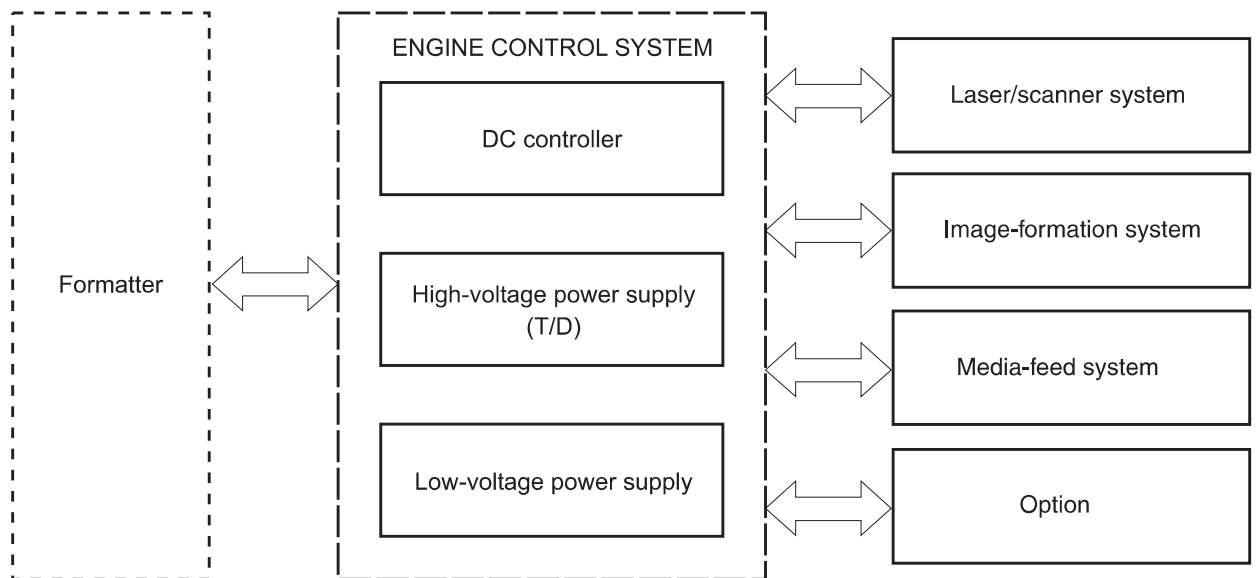 Formatter
ENGINE CONTROL SYSTEM
DC controller
High-voltage power supply
(T/D)
Low-voltage power supply
Laser/scanner system
Image-formation system
Media-feed system
Option